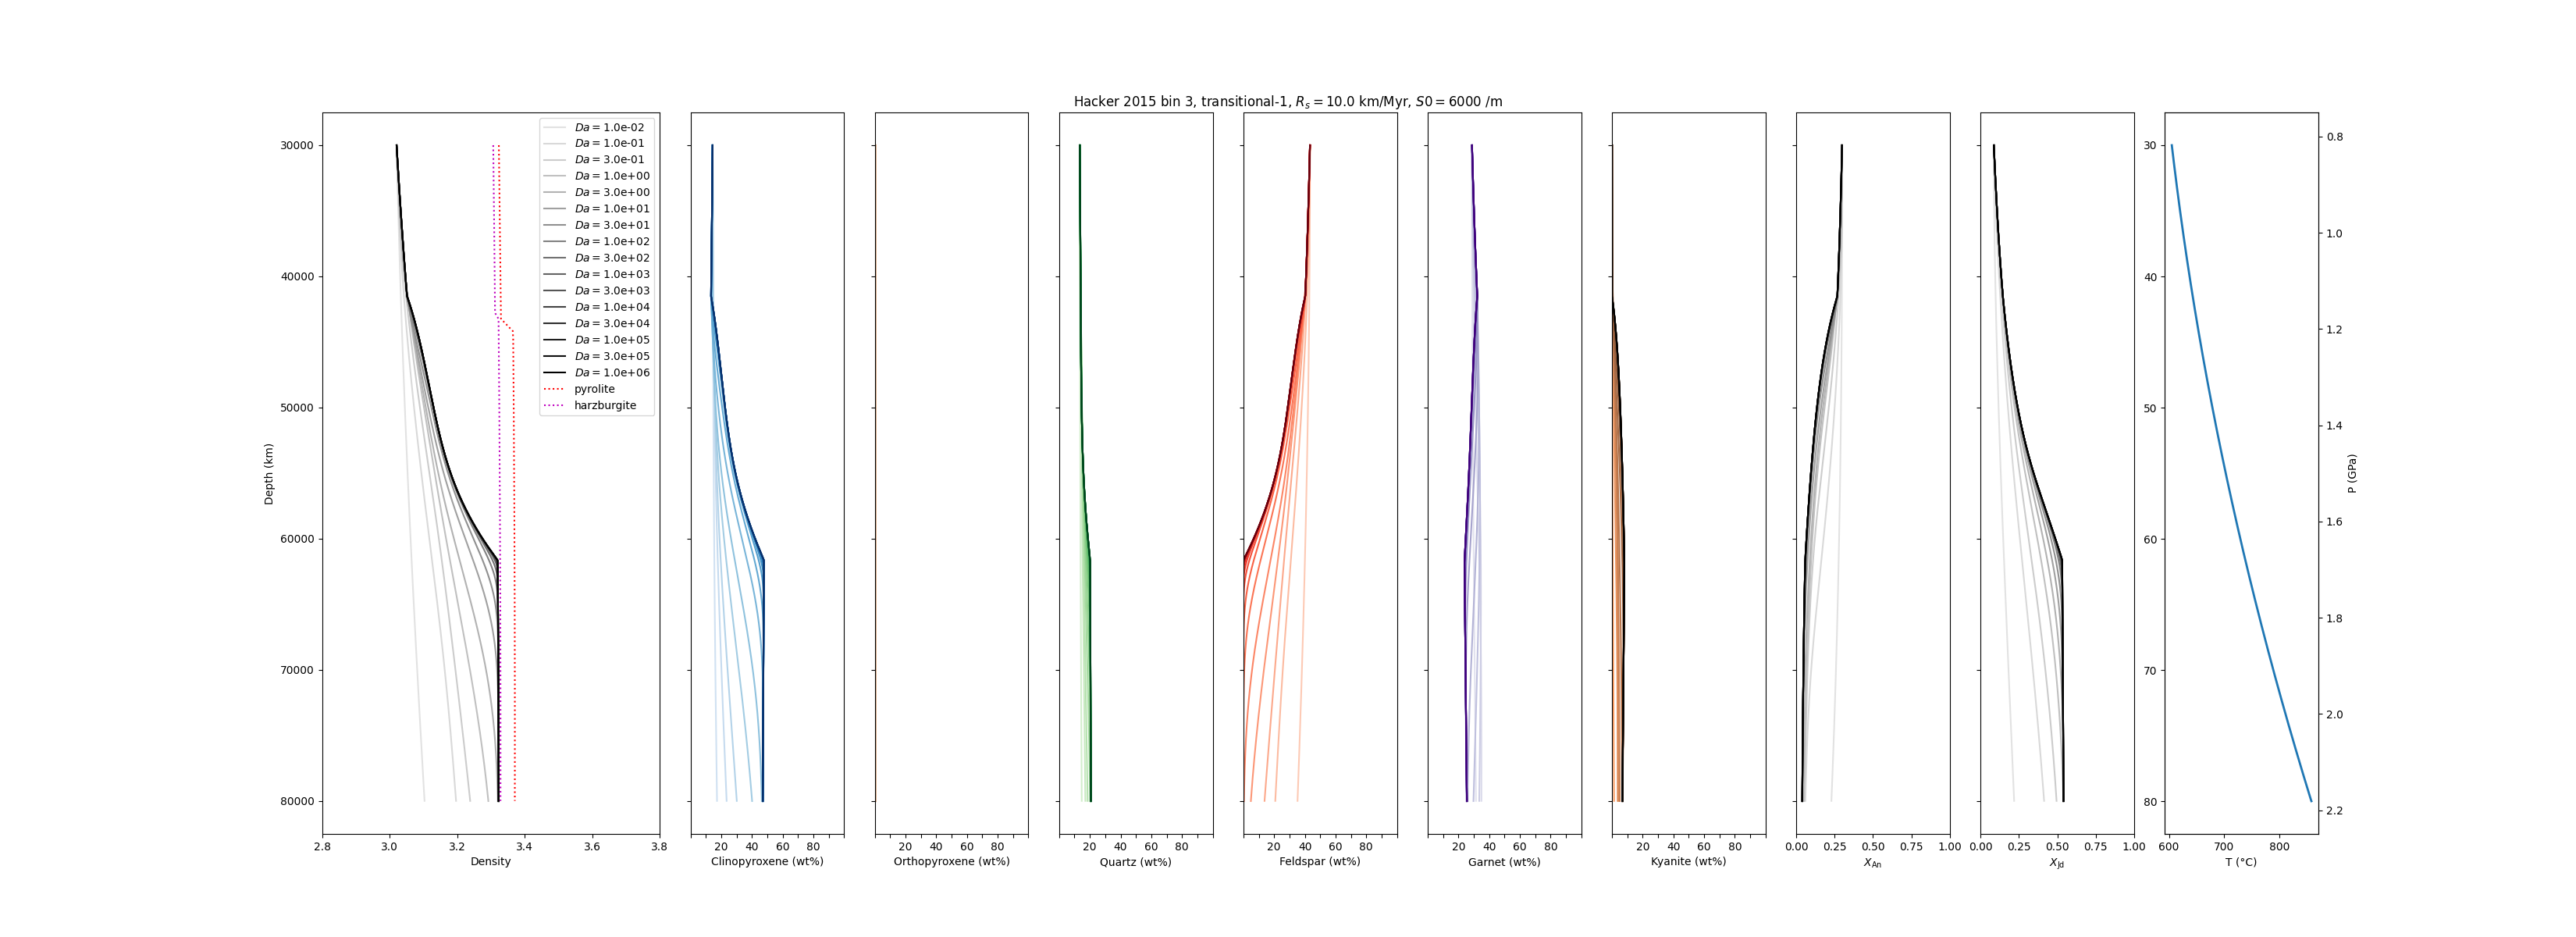 Hacker 2015 bin 3, transitional-1, R_s = 10.0 km/Myr, S0 = 6000 /m
Da = 1.0e-02
Da = 1.0e-01
Da = 3.0e-01
Da = 1.0e+00
Da = 3.0e+00
Da = 1.0e+01
Da = 3.0e+01
Da = 1.0e+02
Da = 3.0e+02
Da = 1.0e+03
Da = 3.0e+03
Da = 1.0e+04
Da = 3.0e+04
Da = 1.0e+05
Da = 3.0e+05
Da = 1.0e+06
pyrolite
harzburgite
Depth (km)
30000
40000
50000
60000
70000
80000
2.8 3.0 3.2 3.4 3.6 3.8
Density
20 40 60 80
Clinopyroxene (wt%)
Orthopyroxene (wt%)
20 40 60 80
Quartz (wt%)
20 40 60 80
Feldspar (wt%)
20 40 60 80
Garnet (wt%)
20 40 60 80
Kyanite (wt%)
0.00 0.25 0.50 0.75 1.00
X_An
0.00 0.25 0.50 0.75 1.00
X_Jd
30
40
50
60
70
80
600 700 800
T (°C)
0.8
1.0
1.2
1.4
1.6
1.8
2.0
2.2
P (GPa)